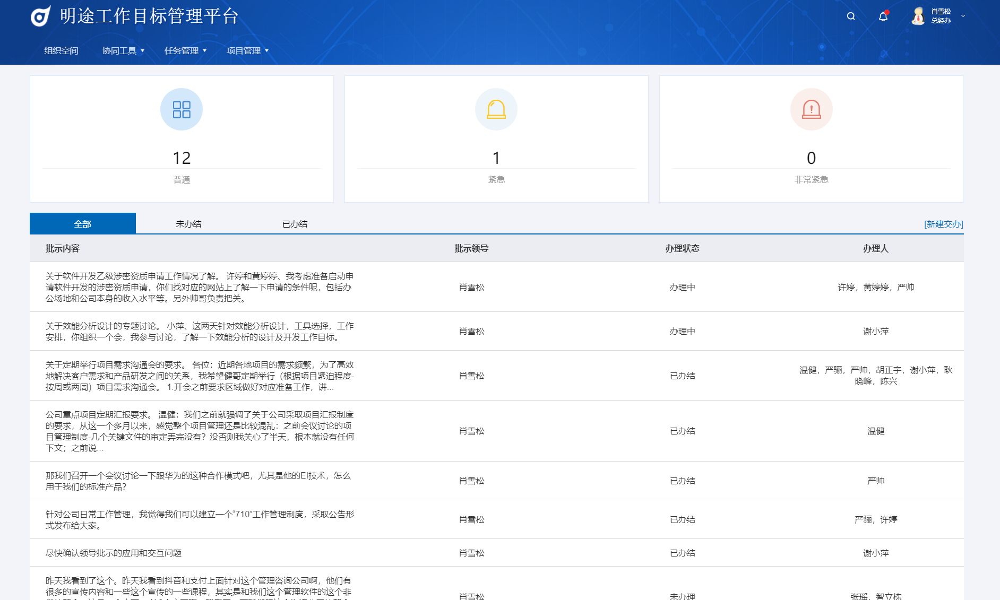 明途工作目标管理平台
肖雪松
总经办
组织空间 协同工具 任务管理 项目管理
12
普通
1
紧急
0
非常紧急
全部 未办结 已办结 [新建交办]
批示内容 批示领导 办理状态 办理人
关于软件开发乙级涉密资质申请工作情况了解。 许婷和黄婷婷、我考虑准备启动申
请软件开发的涉密资质申请，你们找对应的网站上了解一下申请的条件呢，包括办
公场地和公司本身的收入水平等。另外帅哥负责把关。
肖雪松 办理中 许婷，黄婷婷，严帅
关于效能分析设计的专题讨论。 小萍、这两天针对效能分析设计，工具选择，工作
安排，你组织一个会，我参与讨论，了解一下效能分析的设计及开发工作目标。
肖雪松 办理中 谢小萍
关于定期举行项目需求沟通会的要求。 各位：近期各地项目的需求频繁，为了高效
地解决客户需求和产品研发之间的关系，我希望健哥定期举行（根据项目紧迫程度-
按周或两周）项目需求沟通会。 1.开会之前要求区域做好对应准备工作，讲...
肖雪松 已办结 温健，严骊，严帅，胡正宇，谢小萍，耿
晓峰，陈兴
公司重点项目定期汇报要求。 温健：我们之前就强调了关于公司采取项目汇报制度
的要求，从这一个多月以来，感觉整个项目管理还是比较混乱：之前会议讨论的项
目管理制度-几个关键文件的审定弄完没有？没否则我关心了半天，根本就没有任何
下文；之前说...
肖雪松 已办结 温健
那我们召开一个会议讨论一下跟华为的这种合作模式吧，尤其是他的EI技术，怎么
用于我们的标准产品？
肖雪松 已办结 严帅
针对公司日常工作管理，我觉得我们可以建立一个“710”工作管理制度，采取公告形
式发布给大家。
肖雪松 已办结 严骊，许婷
尽快确认领导批示的应用和交互问题 肖雪松 已办结 谢小萍
昨天我看到了这个。昨天我看到抖音和支付上面针对这个管理咨询公司啊，他们有
很多的宣传内容和一些这个宣传的一些课程，其实是和我们这个管理软件的这个非
肖雪松 未办理 张瑶，智立栋